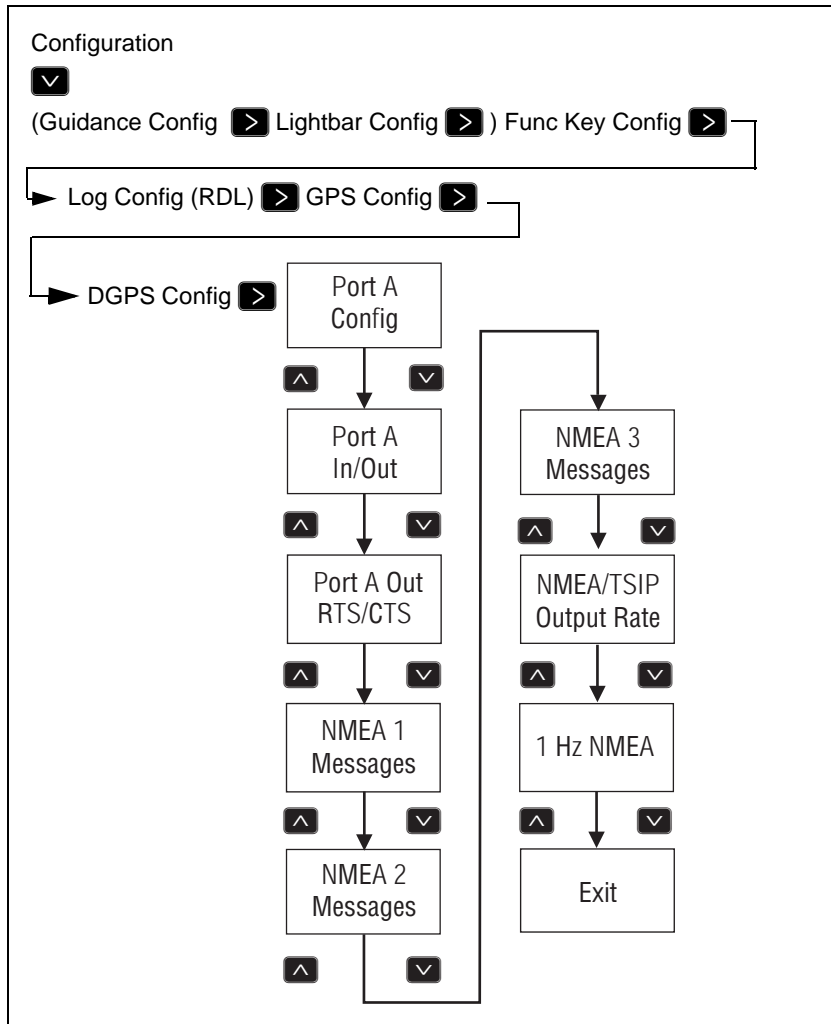 Configuration
(Guidance Config > Lightbar Config > ) Func Key Config >
Log Config (RDL) > GPS Config >
DGPS Config >
Port A
Config
Port A
In/Out
Port A Out
RTS/CTS
NMEA 1
Messages
NMEA 2
Messages
NMEA 3
Messages
NMEA/TSIP
Output Rate
1 Hz NMEA
Exit